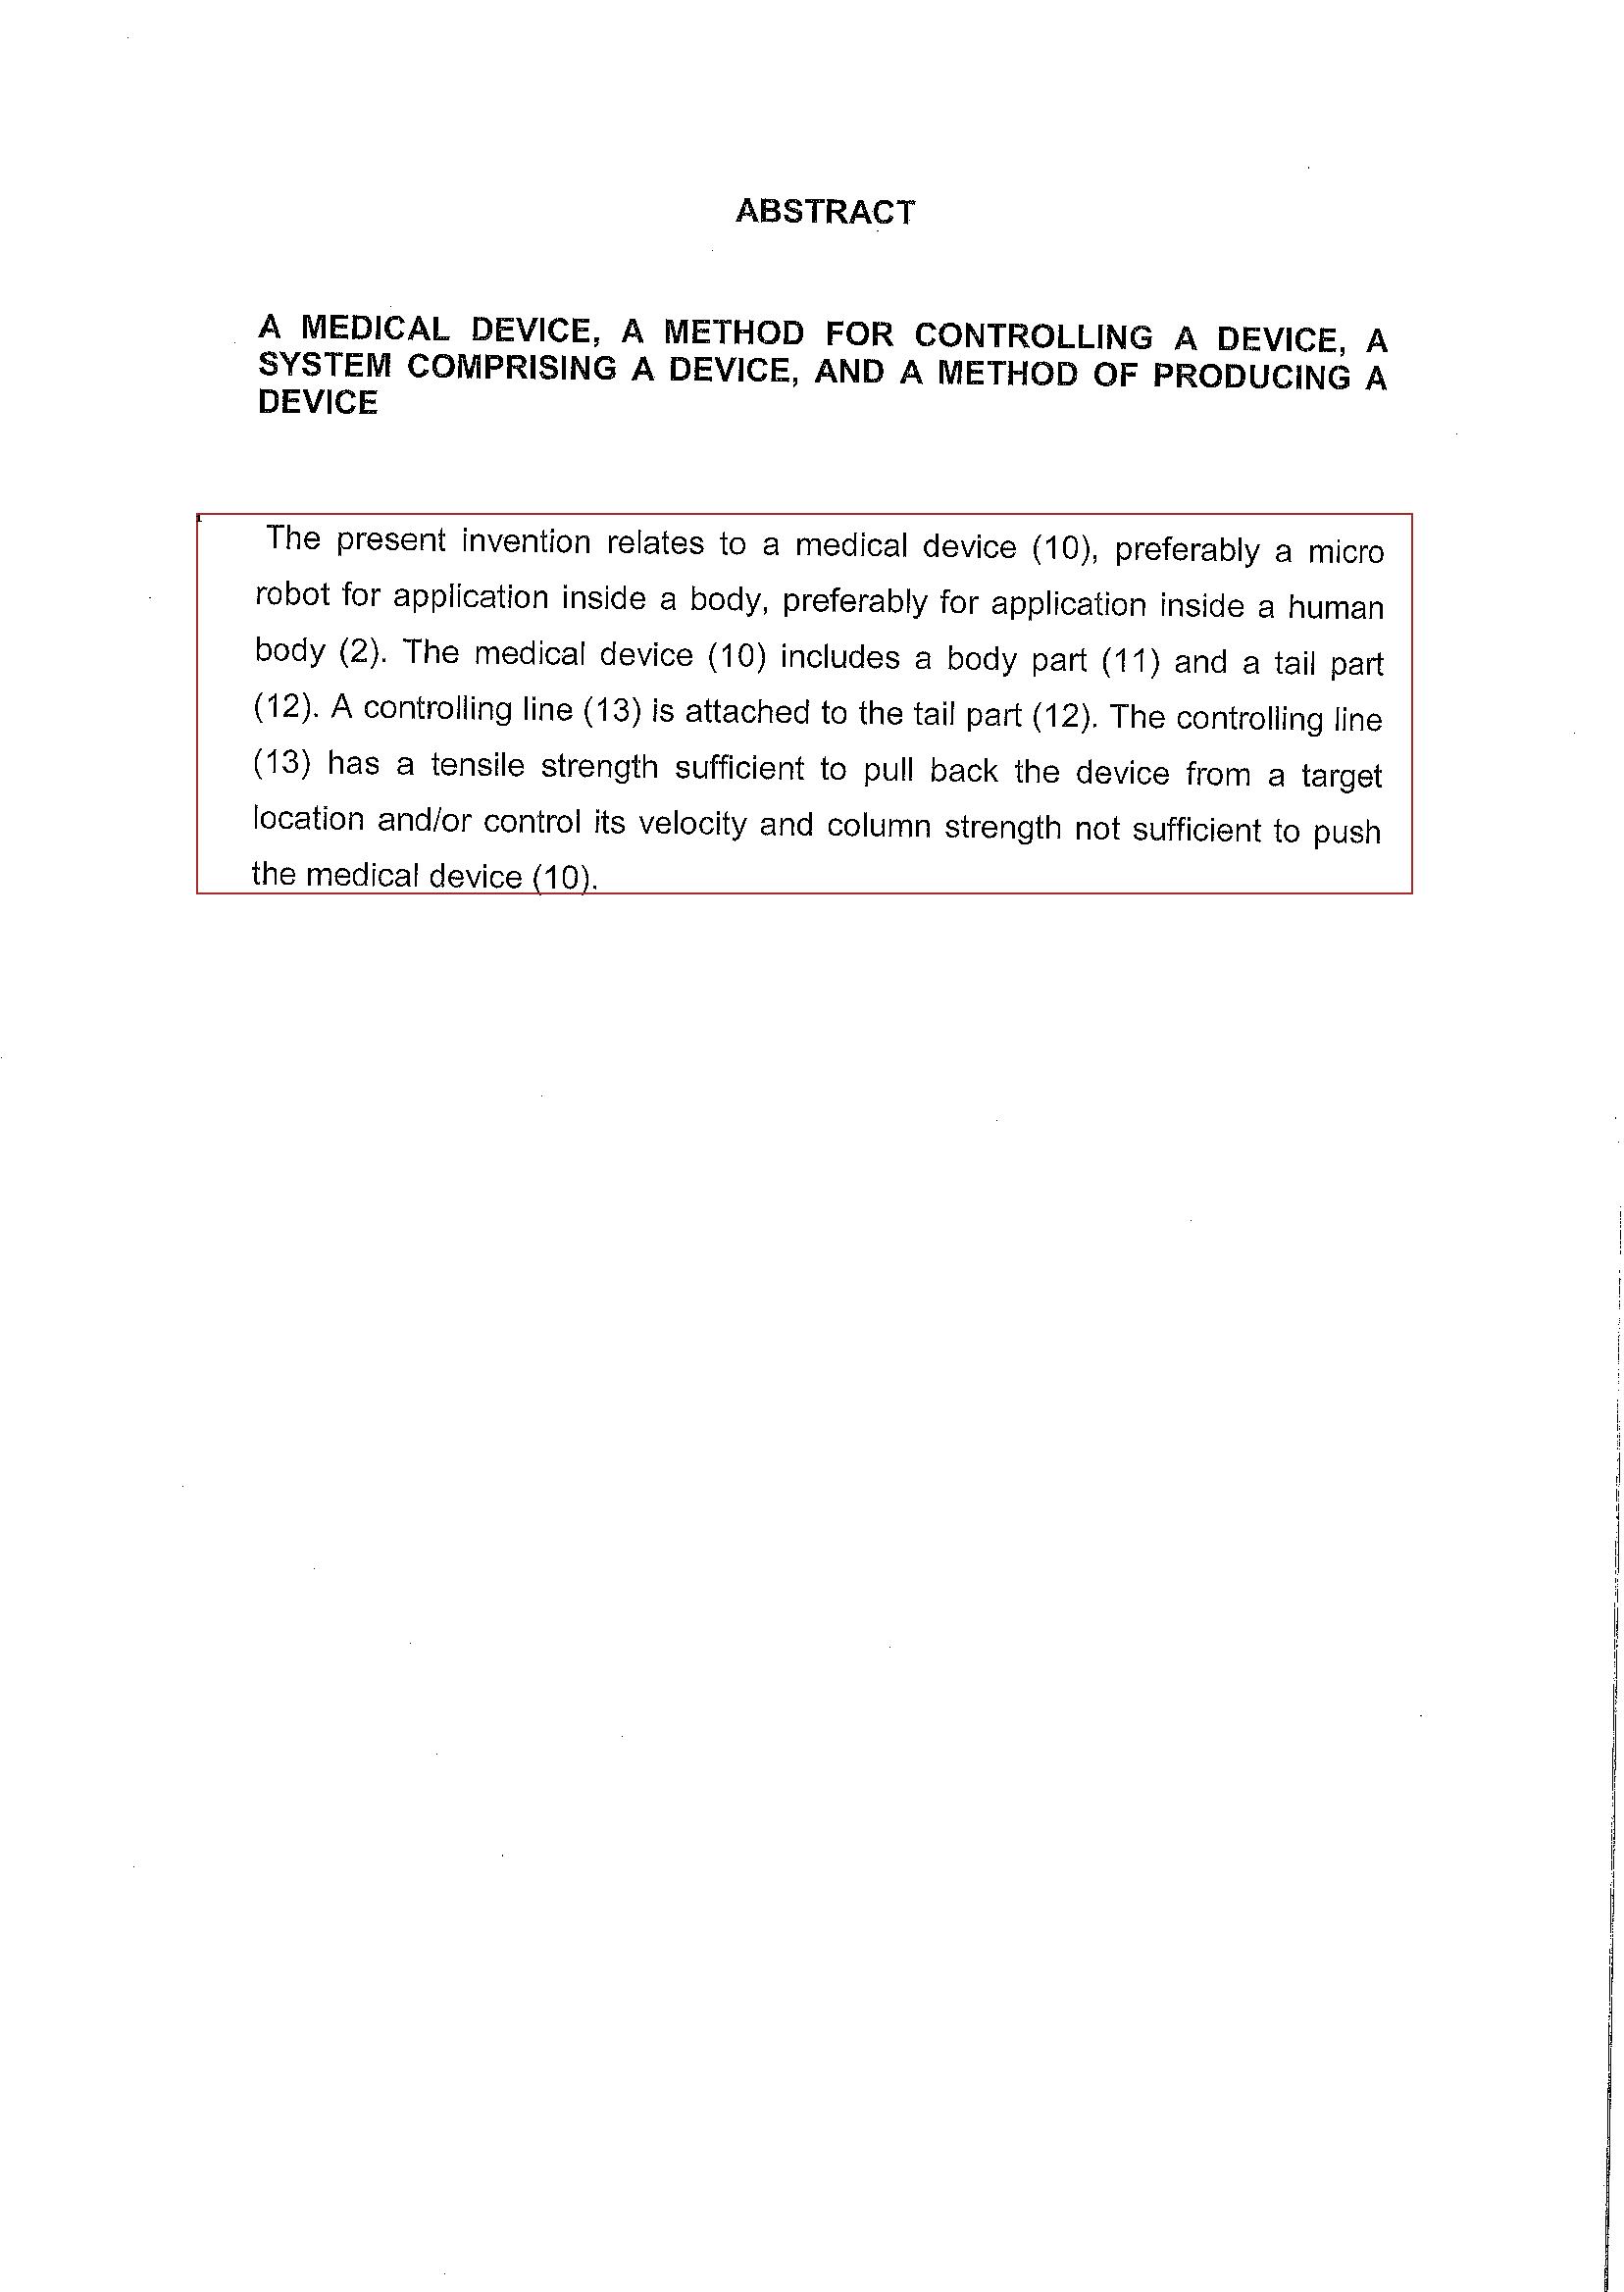 ABSTRACT
A MEDICAL DEVICE, A METHOD FOR CONTROLLING A DEVICE, A
SYSTEM COMPRISING A DEVICE, AND A METHOD OF PRODUCING A
DEVICE
The present invention relates to a medical device (10), preferably a micro
robot for application inside a body, preferably for application inside a human
body (2). The medical device (10) includes a body part (11) and a tail part
(12). A controlling line (13) is attached to the tail part (12). The controlling line
(13) has a tensile strength sufficient to pull back the device from a target
location and/or control its velocity and column strength not sufficient to push
the medical device (10).